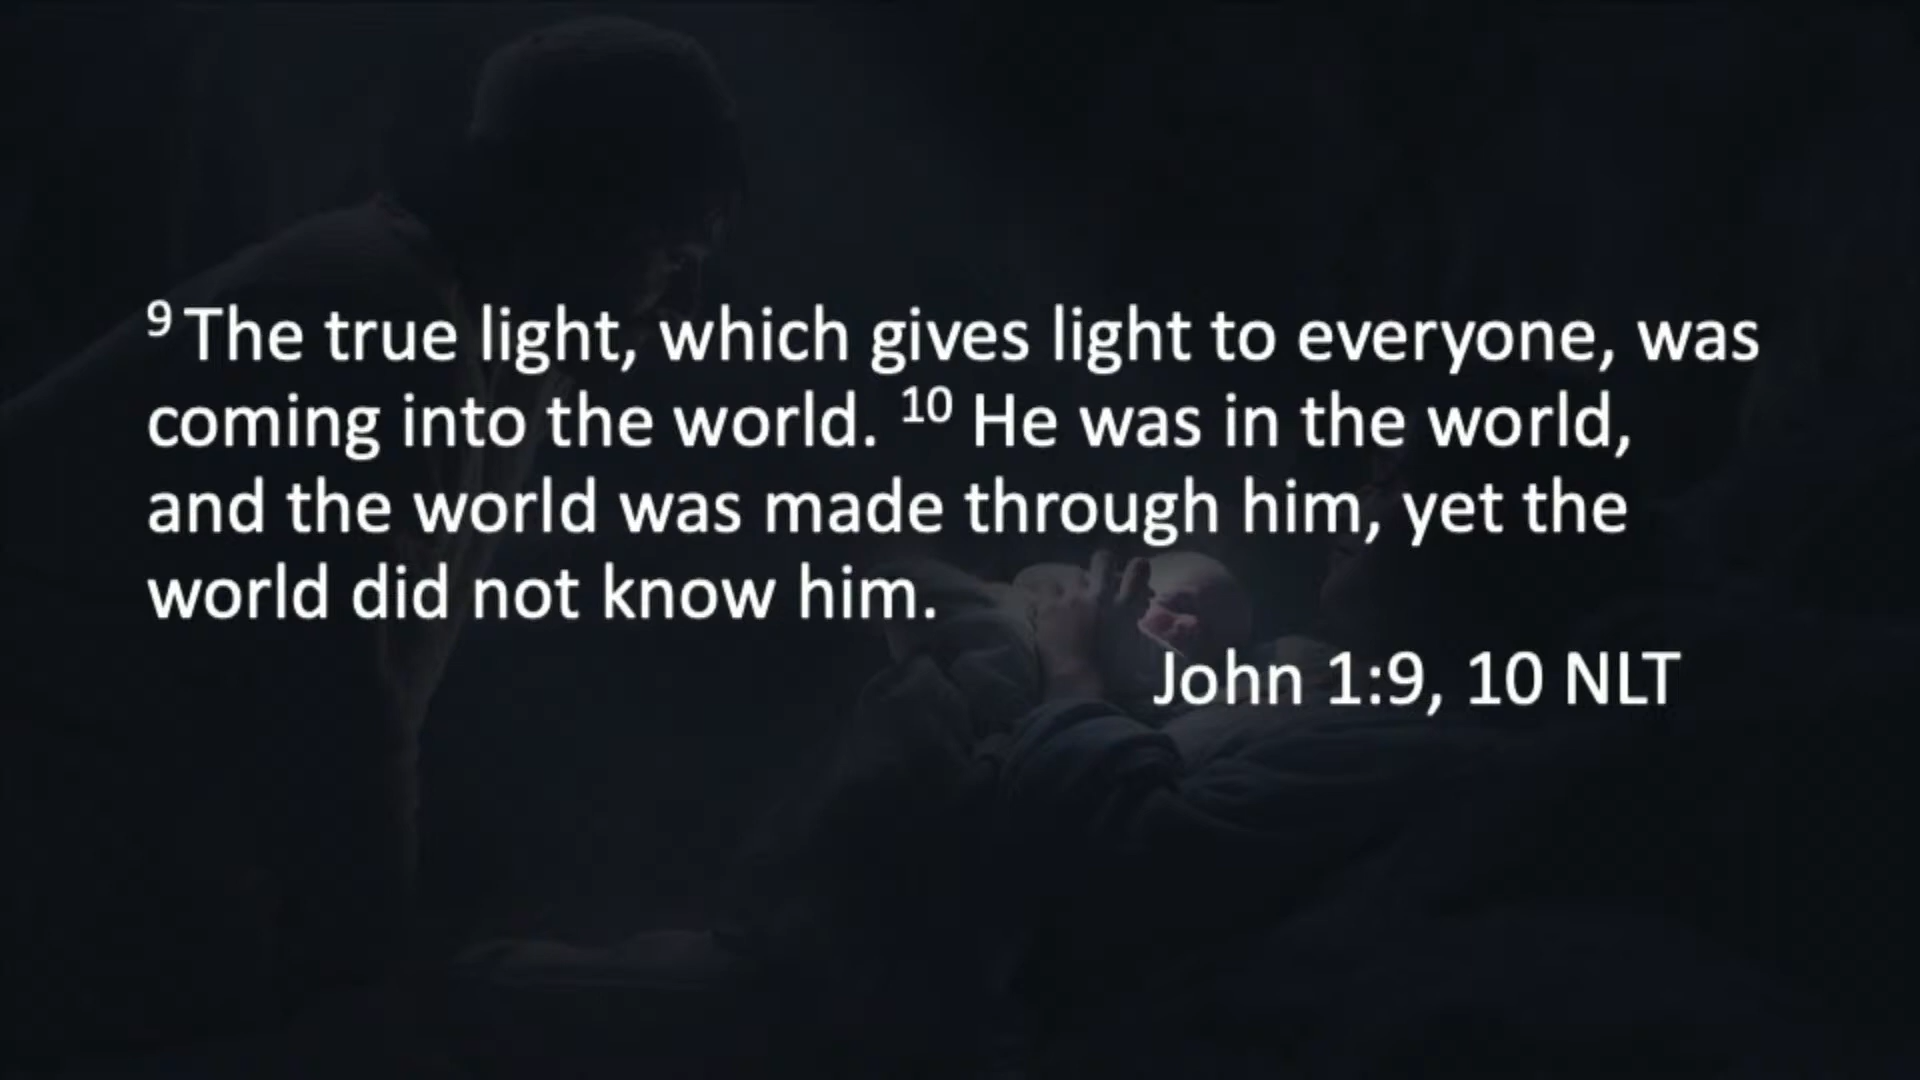 ⁹ The true light, which gives light to everyone, was
coming into the world. ¹⁰ He was in the world,
and the world was made through him, yet the
world did not know him.
John 1:9, 10 NLT